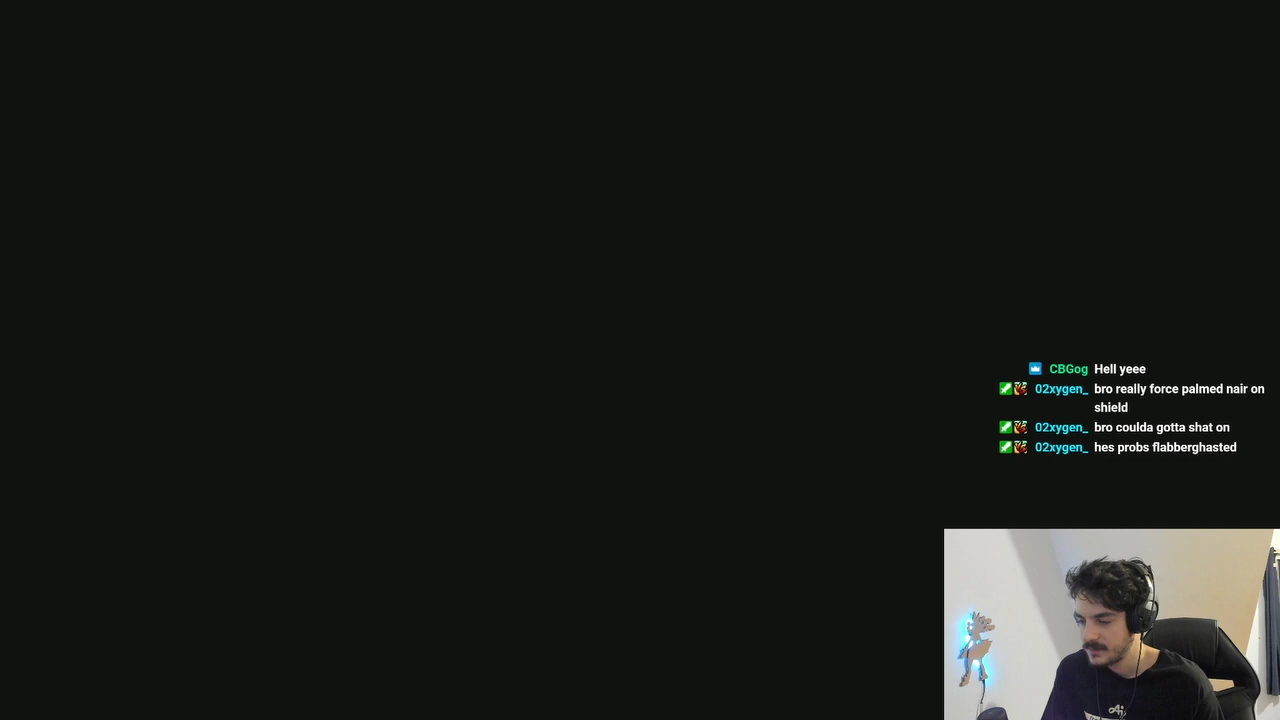 CBGog Hell yeee
02xygen_ bro really force palmed nair on
shield
02xygen_ bro coulda gotta shat on
02xygen_ hes probs flabberghasted